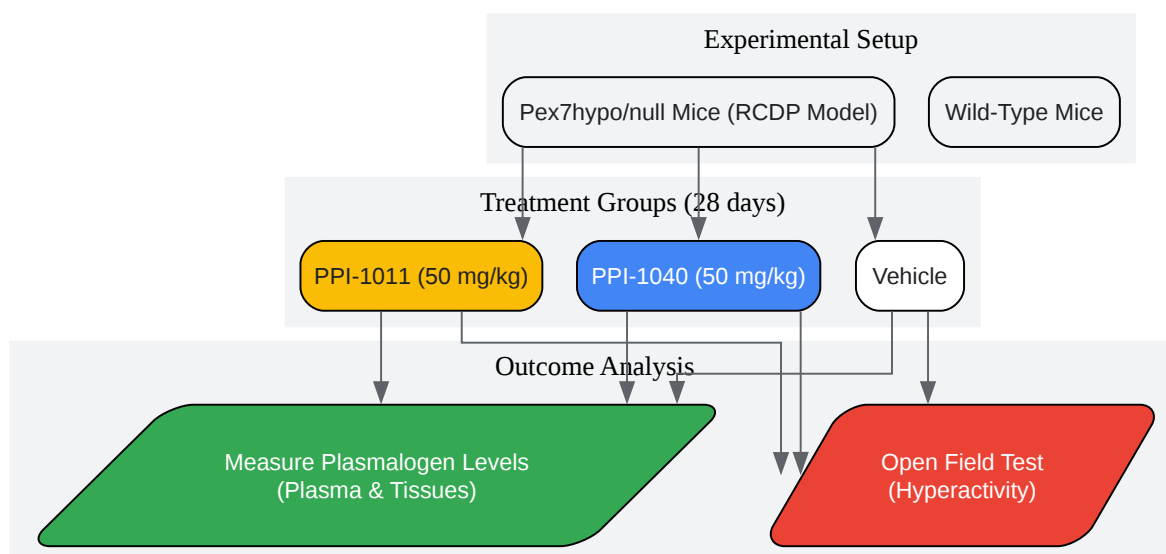 Experimental Setup
Pex7hypo/null Mice (RCDP Model)
Wild-Type Mice
Treatment Groups (28 days)
PPI-1011 (50 mg/kg)
PPI-1040 (50 mg/kg)
Vehicle
Outcome Analysis
Measure Plasmalogen Levels
(Plasma & Tissues)
Open Field Test
(Hyperactivity)